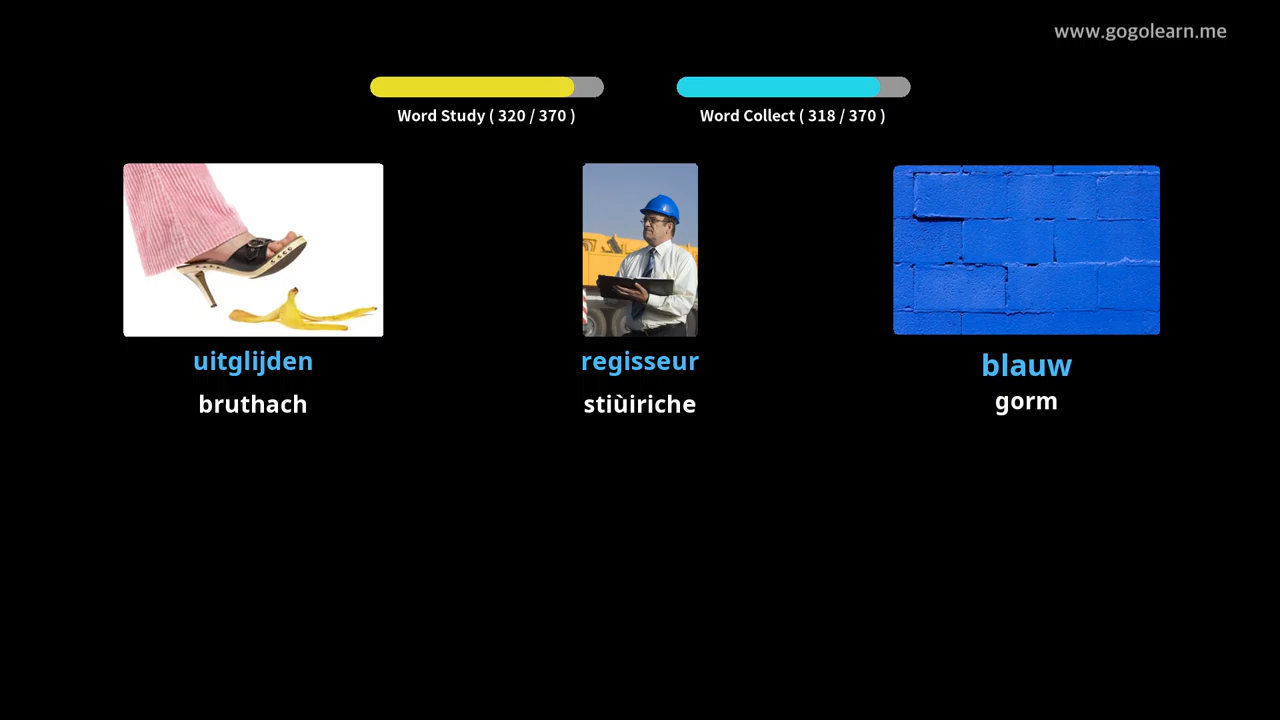 www.gogolearn.me
Word Study ( 320 / 370 )
Word Collect ( 318 / 370 )
uitglijden
regisseur
blauw
bruthach
stiùiriche
gorm